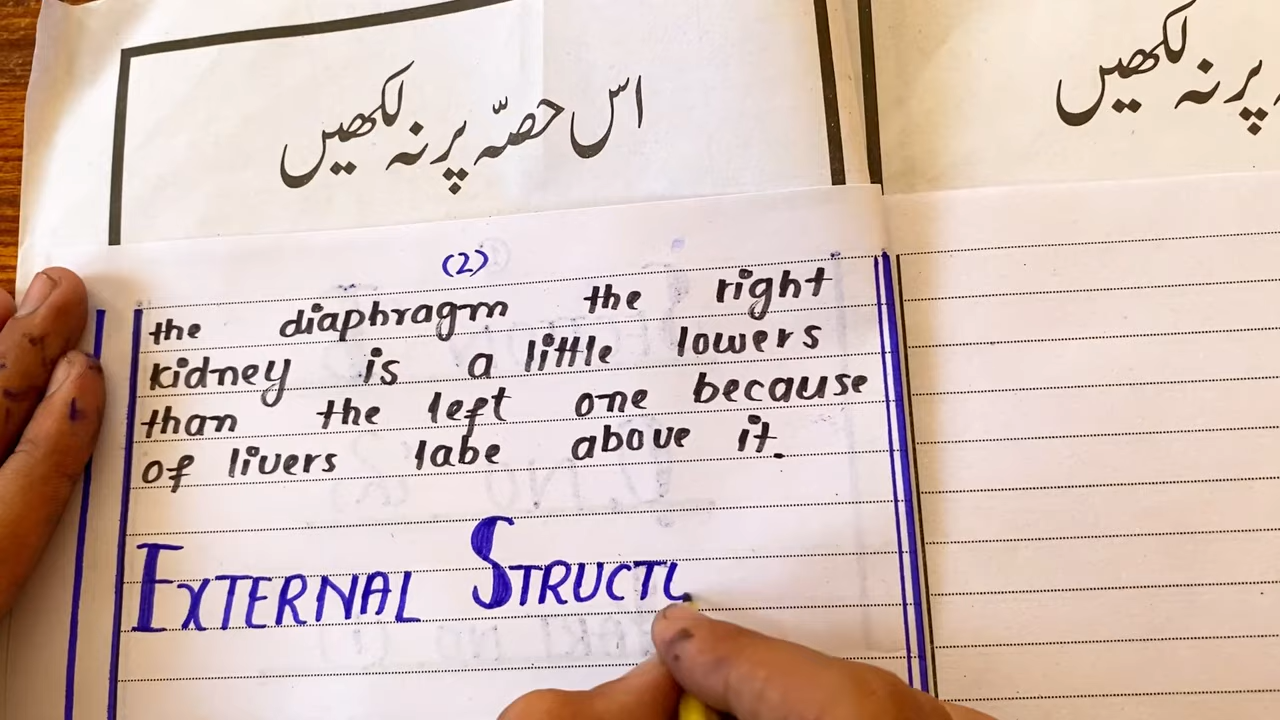 اس حصّہ پر نہ لکھیں
پر نہ لکھیں
(2)
the diaphragm the right
kidney is a little lowers
than the left one because
of livers labe above it.
EXTERNAL STRUCTU